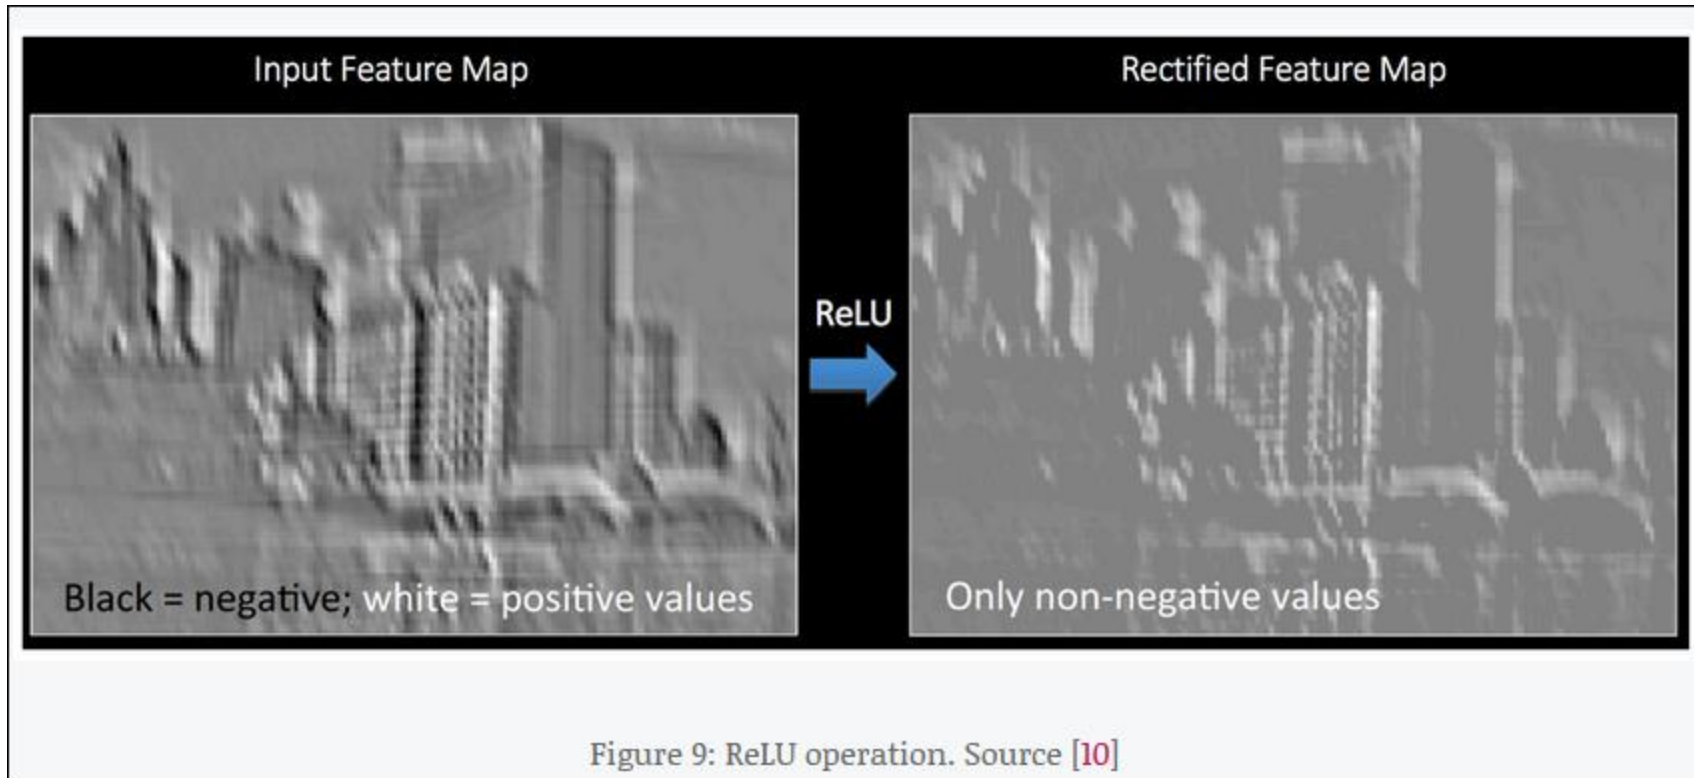 Input Feature Map
Rectified Feature Map
ReLU
Black = negative; white = positive values
Only non-negative values
Figure 9: ReLU operation. Source [10]